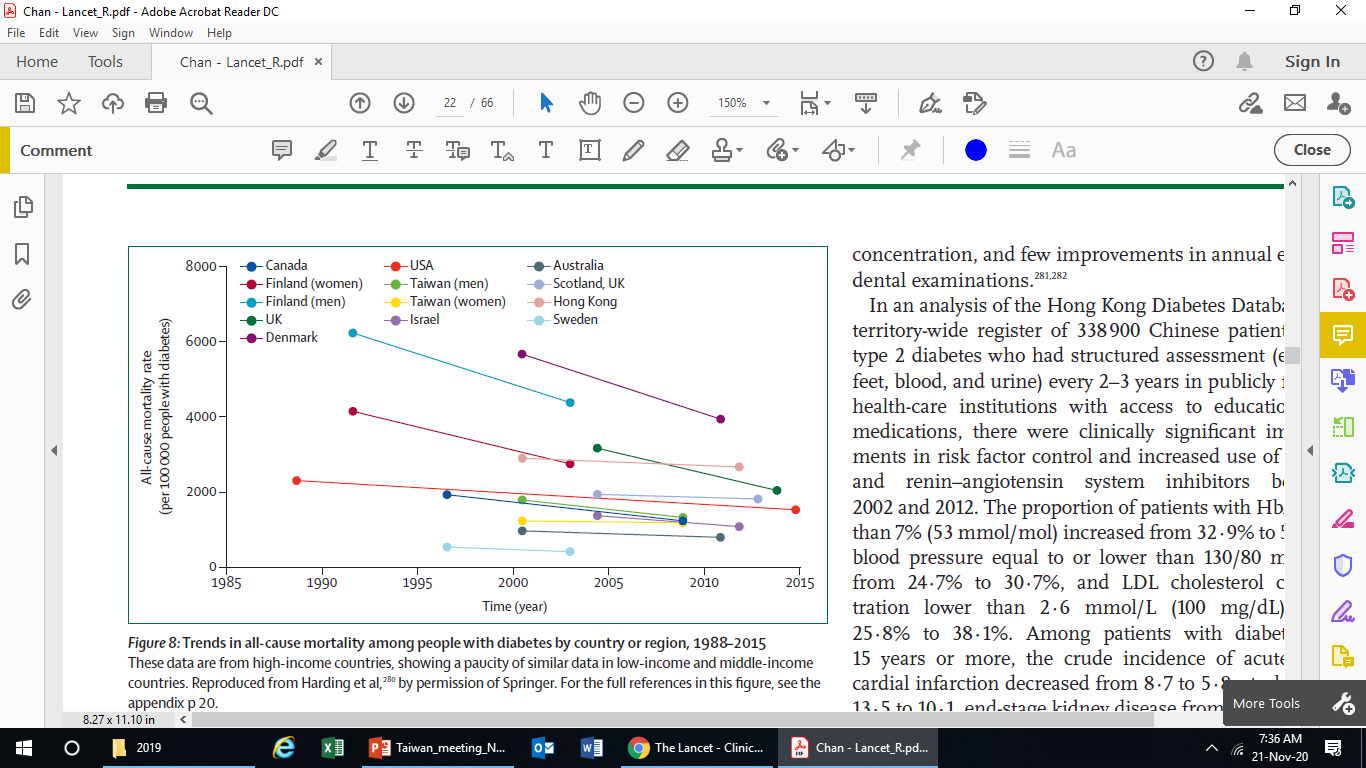 Chan - Lancet_R.pdf - Adobe Acrobat Reader DC
File Edit View Sign Window Help
Home Tools Chan - Lancet_R.pdf × Sign In
22 / 66 150%
Comment Aa Close
8000
6000
4000
2000
0
All-cause mortality rate
(per 100 000 people with diabetes)
Canada
Finland (women)
Finland (men)
UK
Denmark
USA
Taiwan (men)
Taiwan (women)
Israel
Australia
Scotland, UK
Hong Kong
Sweden
1985 1990 1995 2000 2005 2010 2015
Time (year)
Figure 8: Trends in all-cause mortality among people with diabetes by country or region, 1988–2015
These data are from high-income countries, showing a paucity of similar data in low-income and middle-income
countries. Reproduced from Harding et al,280 by permission of Springer. For the full references in this figure, see the
appendix p 20.
concentration, and few improvements in annual e
dental examinations.281,282
In an analysis of the Hong Kong Diabetes Databa
territory-wide register of 338 900 Chinese patient
type 2 diabetes who had structured assessment (e
feet, blood, and urine) every 2–3 years in publicly
health-care institutions with access to educatio
medications, there were clinically significant im
ments in risk factor control and increased use of
and renin–angiotensin system inhibitors be
2002 and 2012. The proportion of patients with Hb
than 7% (53 mmol/mol) increased from 32·9% to
blood pressure equal to or lower than 130/80 m
from 24·7% to 30·7%, and LDL cholesterol c
tration lower than 2·6 mmol/L (100 mg/dL)
25·8% to 38·1%. Among patients with diabet
15 years or more, the crude incidence of acute
cardial infarction decreased from 8·7 to 5·8
13·5 to 10·1, end-stage kidney disease from
More Tools
8.27 x 11.10 in
2019 Taiwan_meeting_N... The Lancet - Clinic... Chan - Lancet_R.pd... 7:36 AM
21-Nov-20